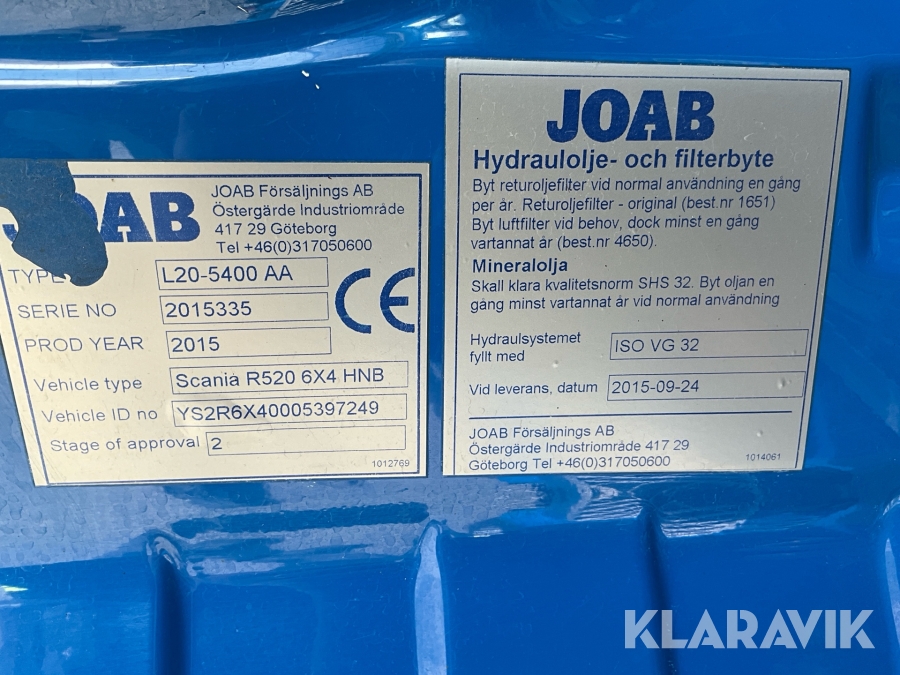 JOAB
JOAB Försäljnings AB
Östergärde Industriområde
417 29 Göteborg
Tel +46(0)317050600
TYPE L20-5400 AA
SERIE NO 2015335
PROD YEAR 2015
Vehicle type Scania R520 6X4 HNB
Vehicle ID no YS2R6X40005397249
Stage of approval 2
CE
1012769
JOAB
Hydraulolje- och filterbyte
Byt returoljefilter vid normal användning en gång
per år. Returoljefilter - original (best.nr 1651)
Byt luftfilter vid behov, dock minst en gång
vartannat år (best.nr 4650).
Mineralolja
Skall klara kvalitetsnorm SHS 32. Byt oljan en
gång minst vartannat år vid normal användning
Hydraulsystemet
fyllt med ISO VG 32
Vid leverans, datum 2015-09-24
JOAB Försäljnings AB
Östergärde Industriområde 417 29
Göteborg Tel +46(0)317050600
1014061
KLARAVIK